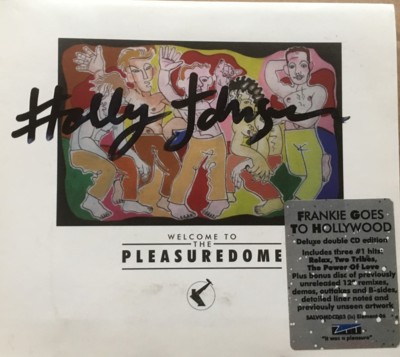 Holly Johnson
WELCOME TO
THE
PLEASUREDOME
FRANKIE GOES
TO HOLLYWOOD
Deluxe double CD edition
Includes three #1 hits:
Relax, Two Tribes,
The Power Of Love
Plus bonus disc of previously
unreleased 12" remixes,
demos, outtakes and B-sides,
detailed liner notes and
previously unseen artwork
"it was a pleasure"